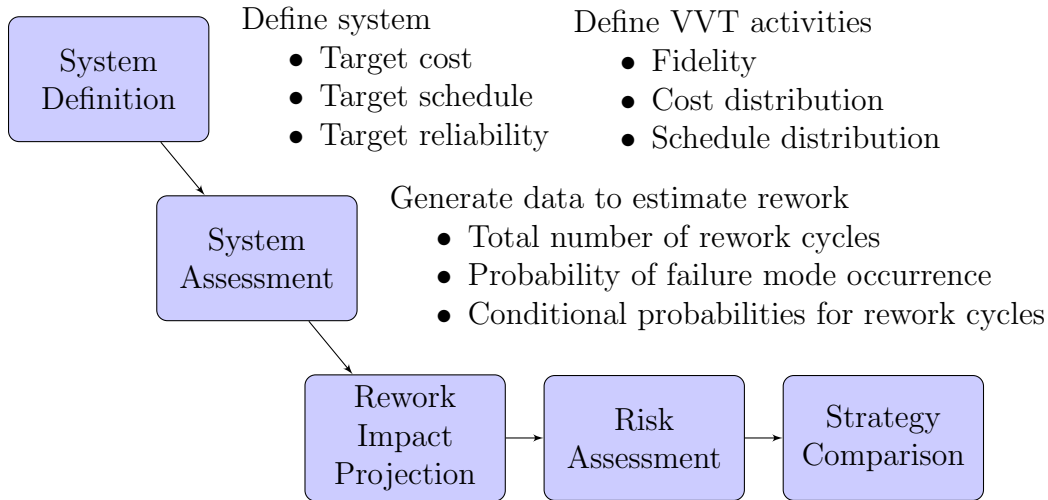 System
Definition
Define system
• Target cost
• Target schedule
• Target reliability
Define VVT activities
• Fidelity
• Cost distribution
• Schedule distribution
System
Assessment
Generate data to estimate rework
• Total number of rework cycles
• Probability of failure mode occurrence
• Conditional probabilities for rework cycles
Rework
Impact
Projection
Risk
Assessment
Strategy
Comparison